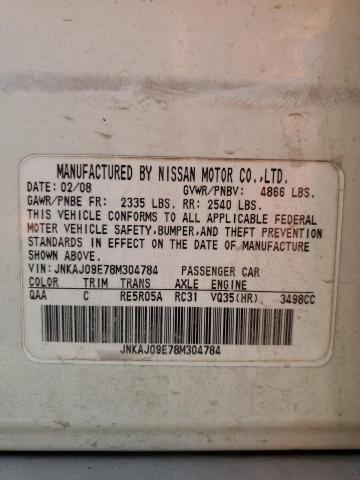 MANUFACTURED BY NISSAN MOTOR CO.,LTD.
DATE: 02/08 GVWR/PNBV: 4866 LBS.
GAWR/PNBE FR: 2335 LBS. RR: 2540 LBS.
THIS VEHICLE CONFORMS TO ALL APPLICABLE FEDERAL
MOTER VEHICLE SAFETY,BUMPER,AND THEFT PREVENTION
STANDARDS IN EFFECT ON THE DATE OF MANUFACTURE
SHOWN ABOVE.
VIN: JNKAJ09E78M304784 PASSENGER CAR
COLOR TRIM TRANS AXLE ENGINE
QAA C RE5R05A RC31 VQ35(HR) 3498CC
JNKAJ09E78M304784